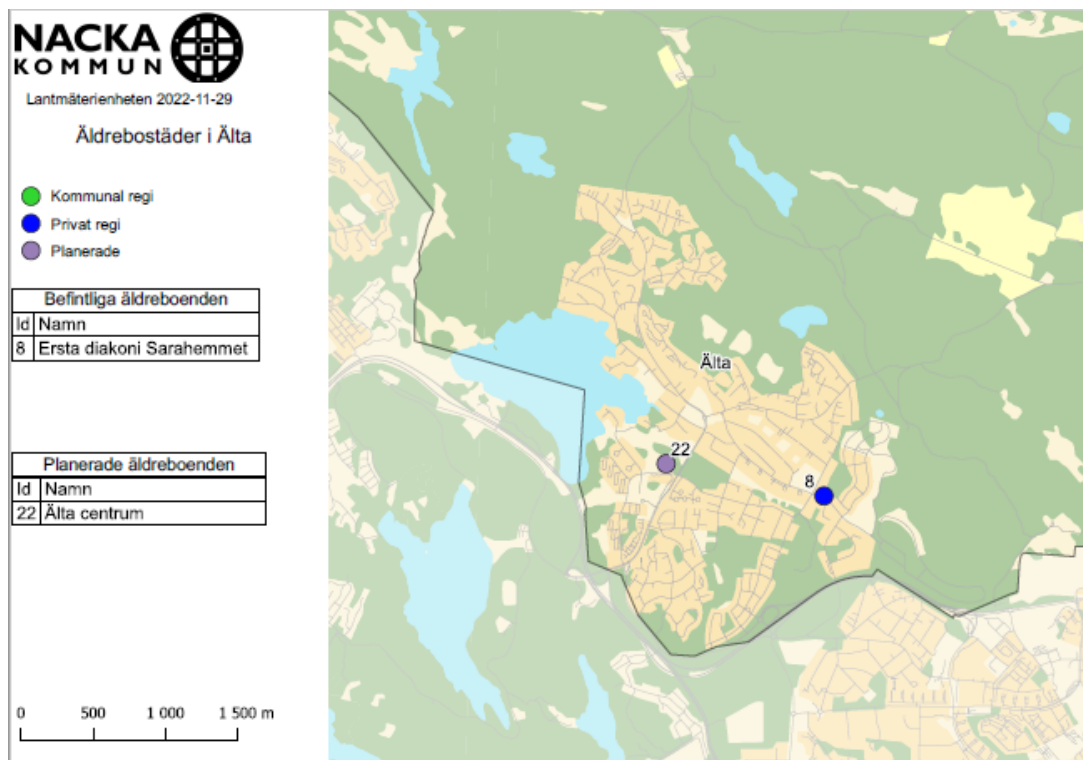 NACKA
KOMMUN
Lantmäterienheten 2022-11-29
Äldrebostäder i Älta
Kommunal regi
Privat regi
Planerade
Befintliga äldreboenden
Id Namn
8 Ersta diakoni Sarahemmet
Planerade äldreboenden
Id Namn
22 Älta centrum
0 500 1 000 1 500 m
Älta
22
8